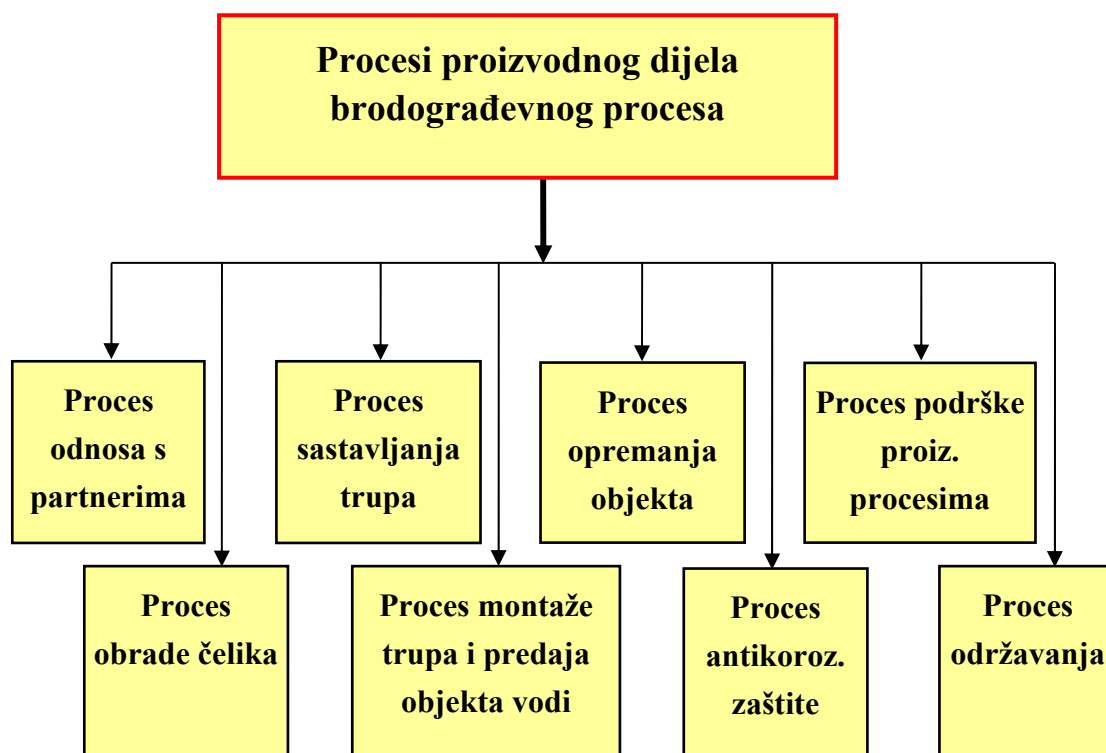 Procesi proizvodnog dijela
brodograđevnog procesa
Proces
odnosa s
partnerima
Proces
sastavljanja
trupa
Proces
opremanja
objekta
Proces podrške
proiz.
procesima
Proces
obrade čelika
Proces montaže
trupa i predaja
objekta vodi
Proces
antikoroz.
zaštite
Proces
održavanja